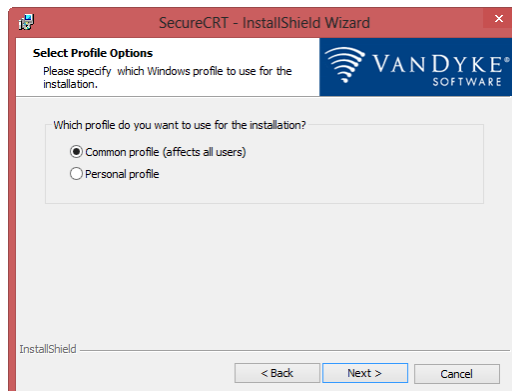 SecureCRT - InstallShield Wizard
Select Profile Options
Please specify which Windows profile to use for the
installation.
VANDYKE®
SOFTWARE
Which profile do you want to use for the installation?
Common profile (affects all users)
Personal profile
InstallShield
< Back
Next >
Cancel